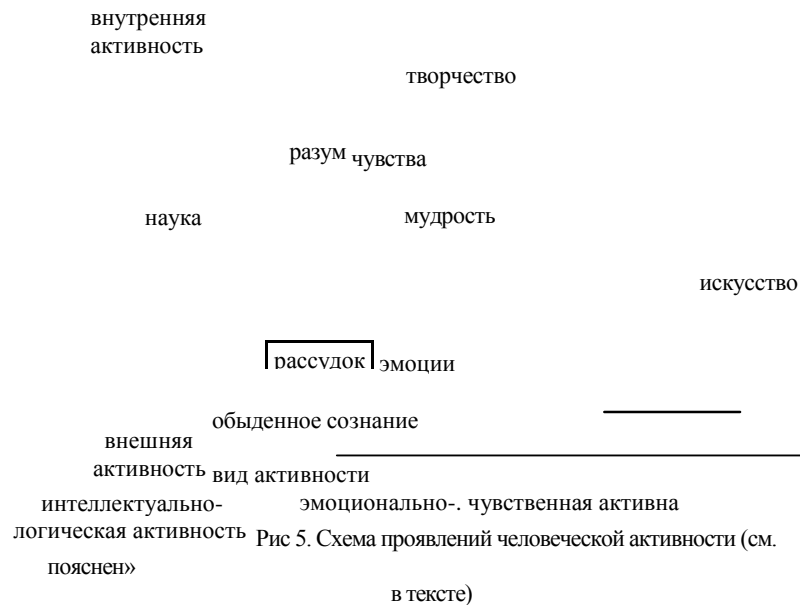 внутренняя
активность
творчество
разум чувства
наука мудрость
искусство
рассудок эмоции
обыденное сознание
внешняя
активность вид активности
интеллектуально- эмоционально-. чувственная активна
логическая активность Рис 5. Схема проявлений человеческой активности (см.
пояснен»
в тексте)